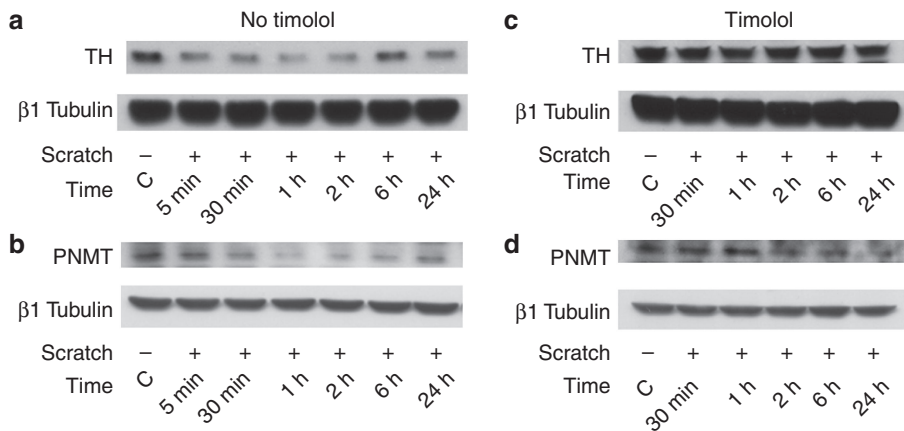 a No timolol
TH
β1 Tubulin
Scratch – + + + + + +
Time C 5 min 30 min 1 h 2 h 6 h 24 h
b
PNMT
β1 Tubulin
Scratch – + + + + + +
Time C 5 min 30 min 1 h 2 h 6 h 24 h
c Timolol
TH
β1 Tubulin
Scratch – + + + + +
Time C 30 min 1 h 2 h 6 h 24 h
d
PNMT
β1 Tubulin
Scratch – + + + + +
Time C 30 min 1 h 2 h 6 h 24 h